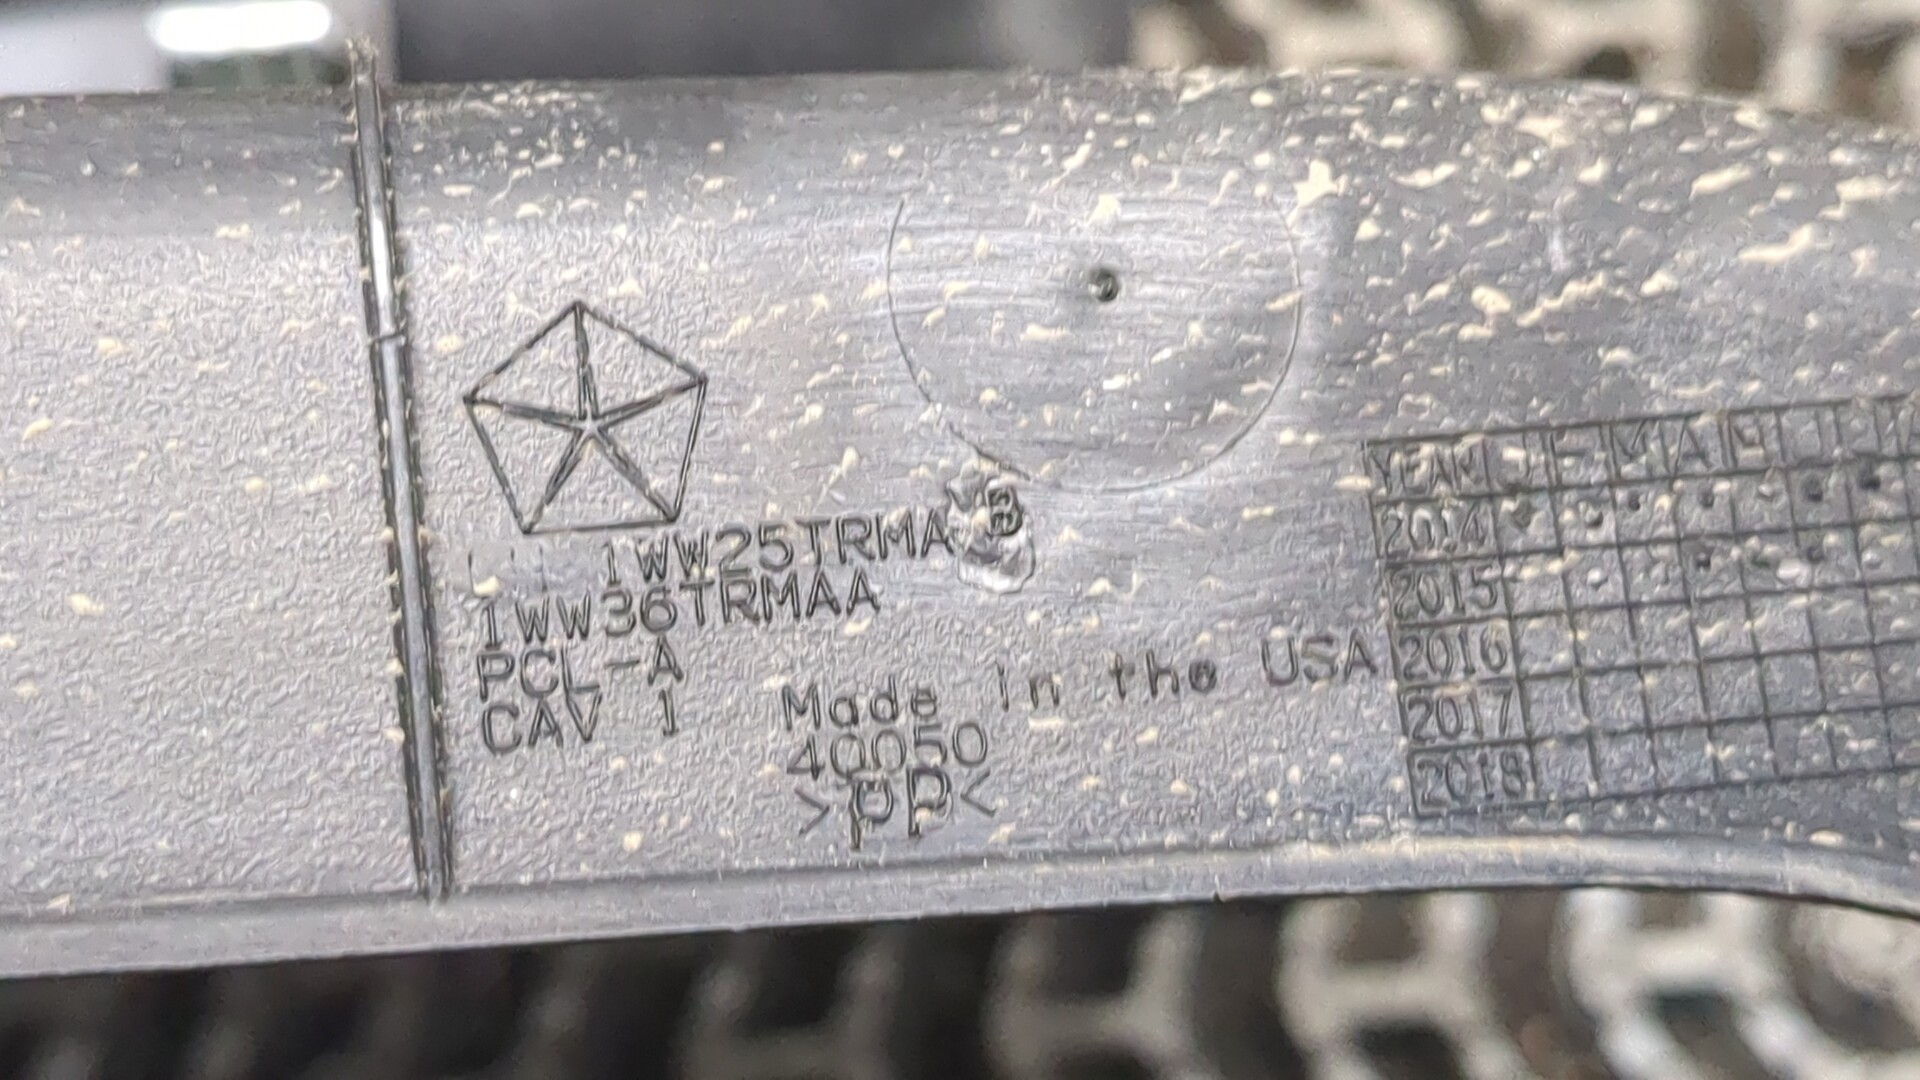 1WW25TRMA B
1WW36TRMAA
PCL-A
CAV 1
Made in the USA
40050
>PP<
YEAR J F M A M J J A
2014
2015
2016
2017
2018